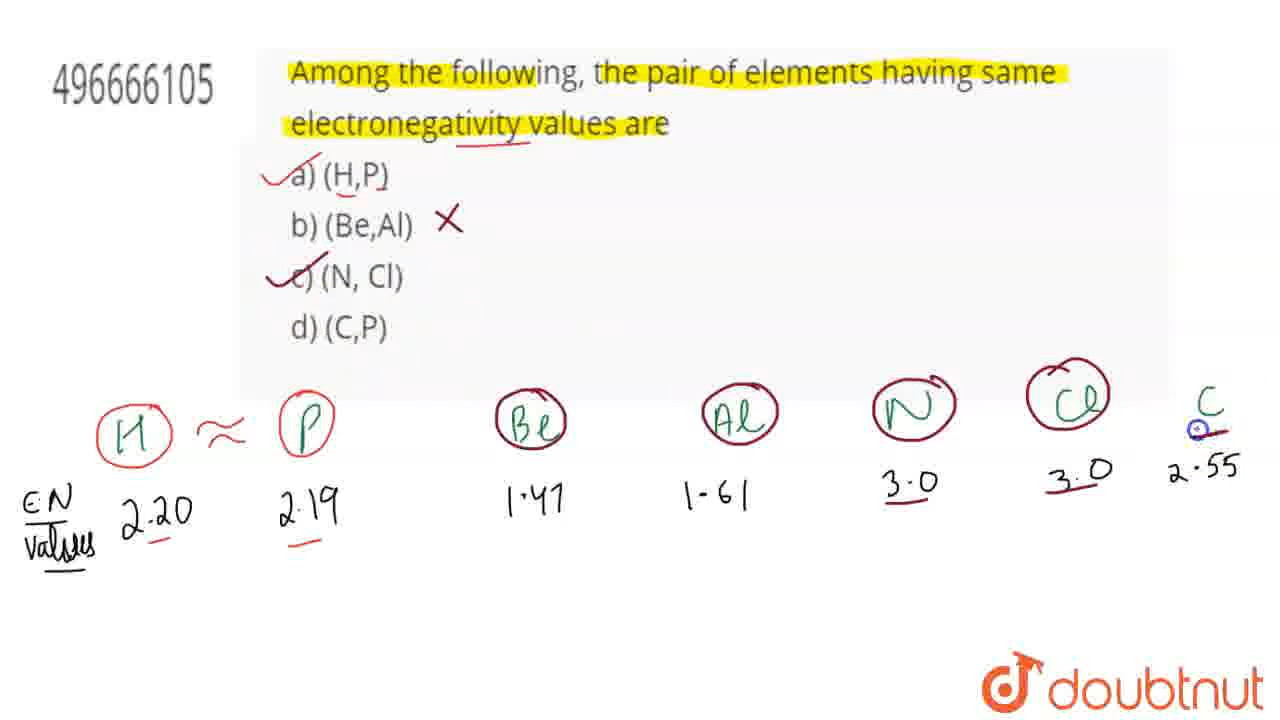 496666105
Among the following, the pair of elements having same
electronegativity values are
a) (H,P)
b) (Be,Al) X
c) (N, Cl)
d) (C,P)
H ≈ P Be Al N Cl C
E.N values 2.20 2.19 1.47 1.61 3.0 3.0 2.55
doubtnut